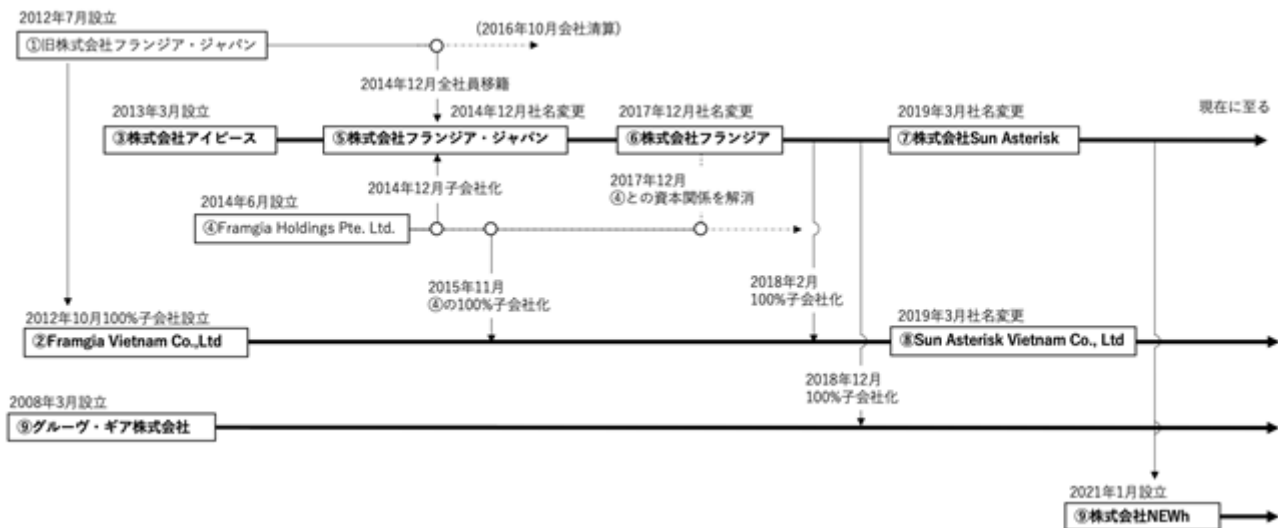 2012年7月設立
①旧株式会社フランジア・ジャパン
(2016年10月会社清算)
2014年12月全社員移籍
2013年3月設立
2014年12月社名変更
2017年12月社名変更
2019年3月社名変更
現在に至る
③株式会社アイピース
⑤株式会社フランジア・ジャパン
⑥株式会社フランジア
⑦株式会社Sun Asterisk
2014年12月子会社化
2017年12月
④との資本関係を解消
2014年6月設立
④Framgia Holdings Pte. Ltd.
2015年11月
④の100%子会社化
2018年2月
100%子会社化
2012年10月100%子会社設立
2019年3月社名変更
②Framgia Vietnam Co.,Ltd
⑧Sun Asterisk Vietnam Co., Ltd
2018年12月
100%子会社化
2008年3月設立
⑨グルーヴ・ギア株式会社
2021年1月設立
⑨株式会社NEWh